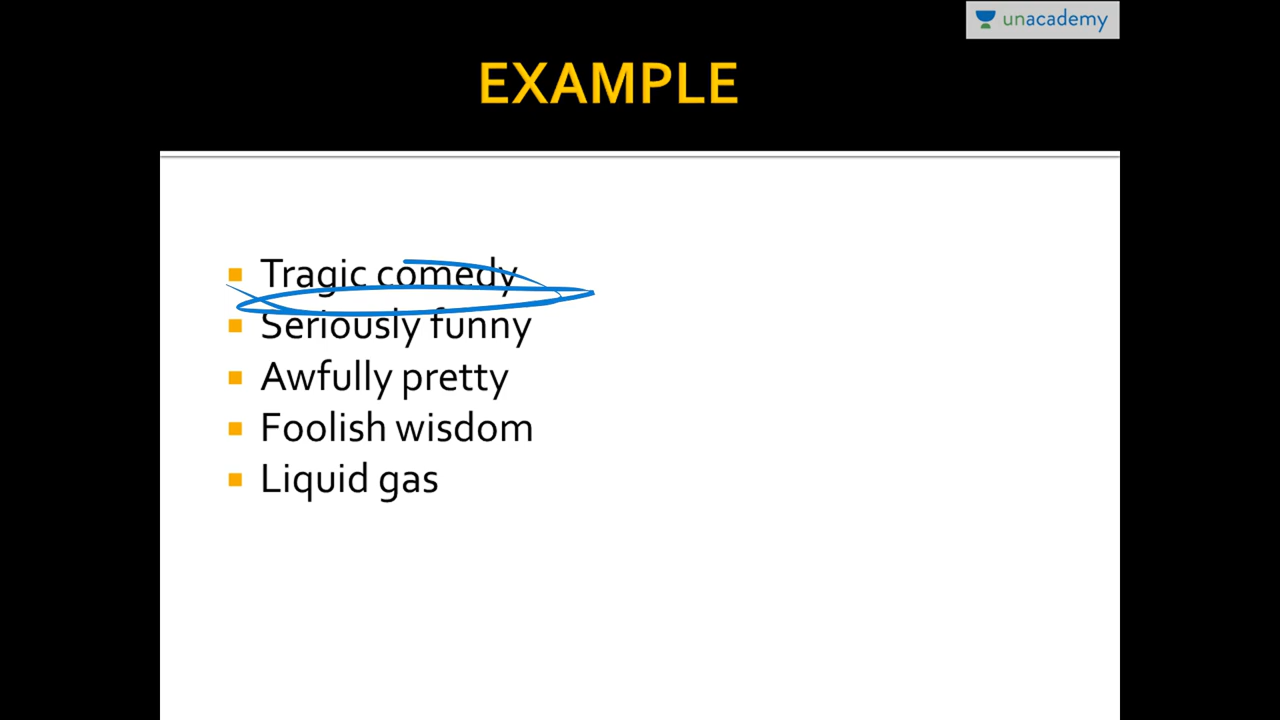 unacademy
EXAMPLE
Tragic comedy
Seriously funny
Awfully pretty
Foolish wisdom
Liquid gas